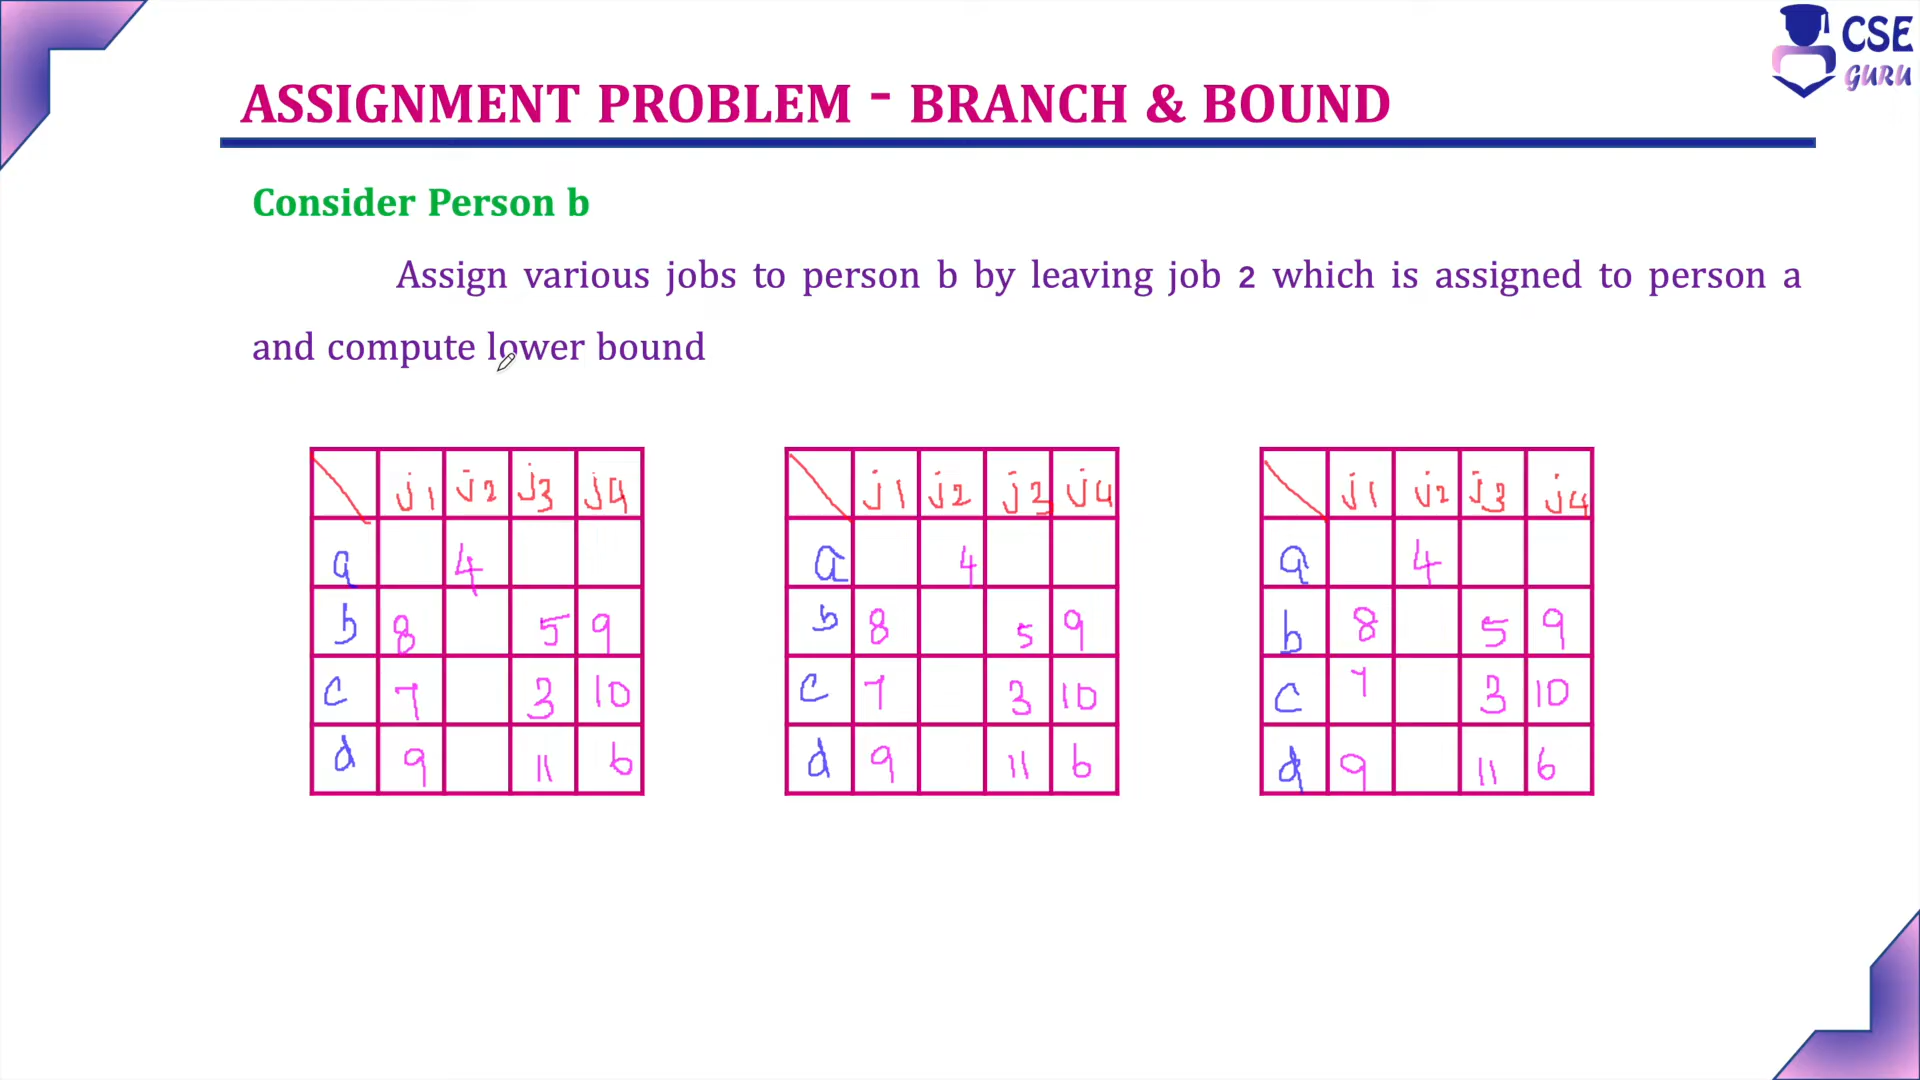 CSE
GURU
ASSIGNMENT PROBLEM - BRANCH & BOUND
Consider Person b
Assign various jobs to person b by leaving job 2 which is assigned to person a
and compute lower bound
j1 j2 j3 j4
a 4
b 8 5 9
c 7 3 10
d 9 11 6
j1 j2 j3 j4
a 4
b 8 5 9
c 7 3 10
d 9 11 6
j1 j2 j3 j4
a 4
b 8 5 9
c 7 3 10
d 9 11 6